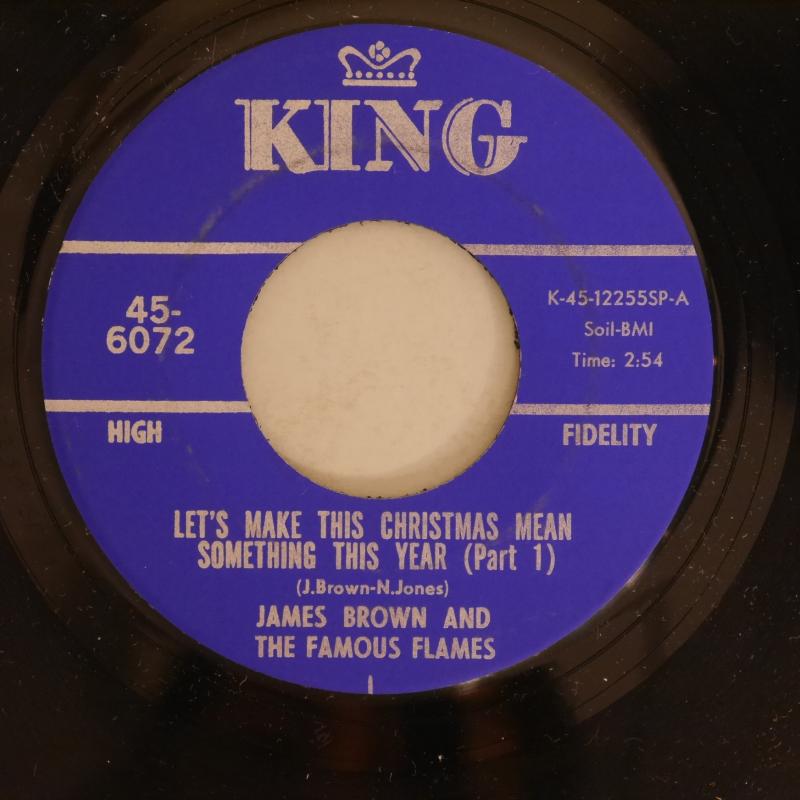 KING
45-
6072
K-45-12255SP-A
Soil-BMI
Time: 2:54
HIGH
FIDELITY
LET'S MAKE THIS CHRISTMAS MEAN
SOMETHING THIS YEAR (Part 1)
(J.Brown-N.Jones)
JAMES BROWN AND
THE FAMOUS FLAMES